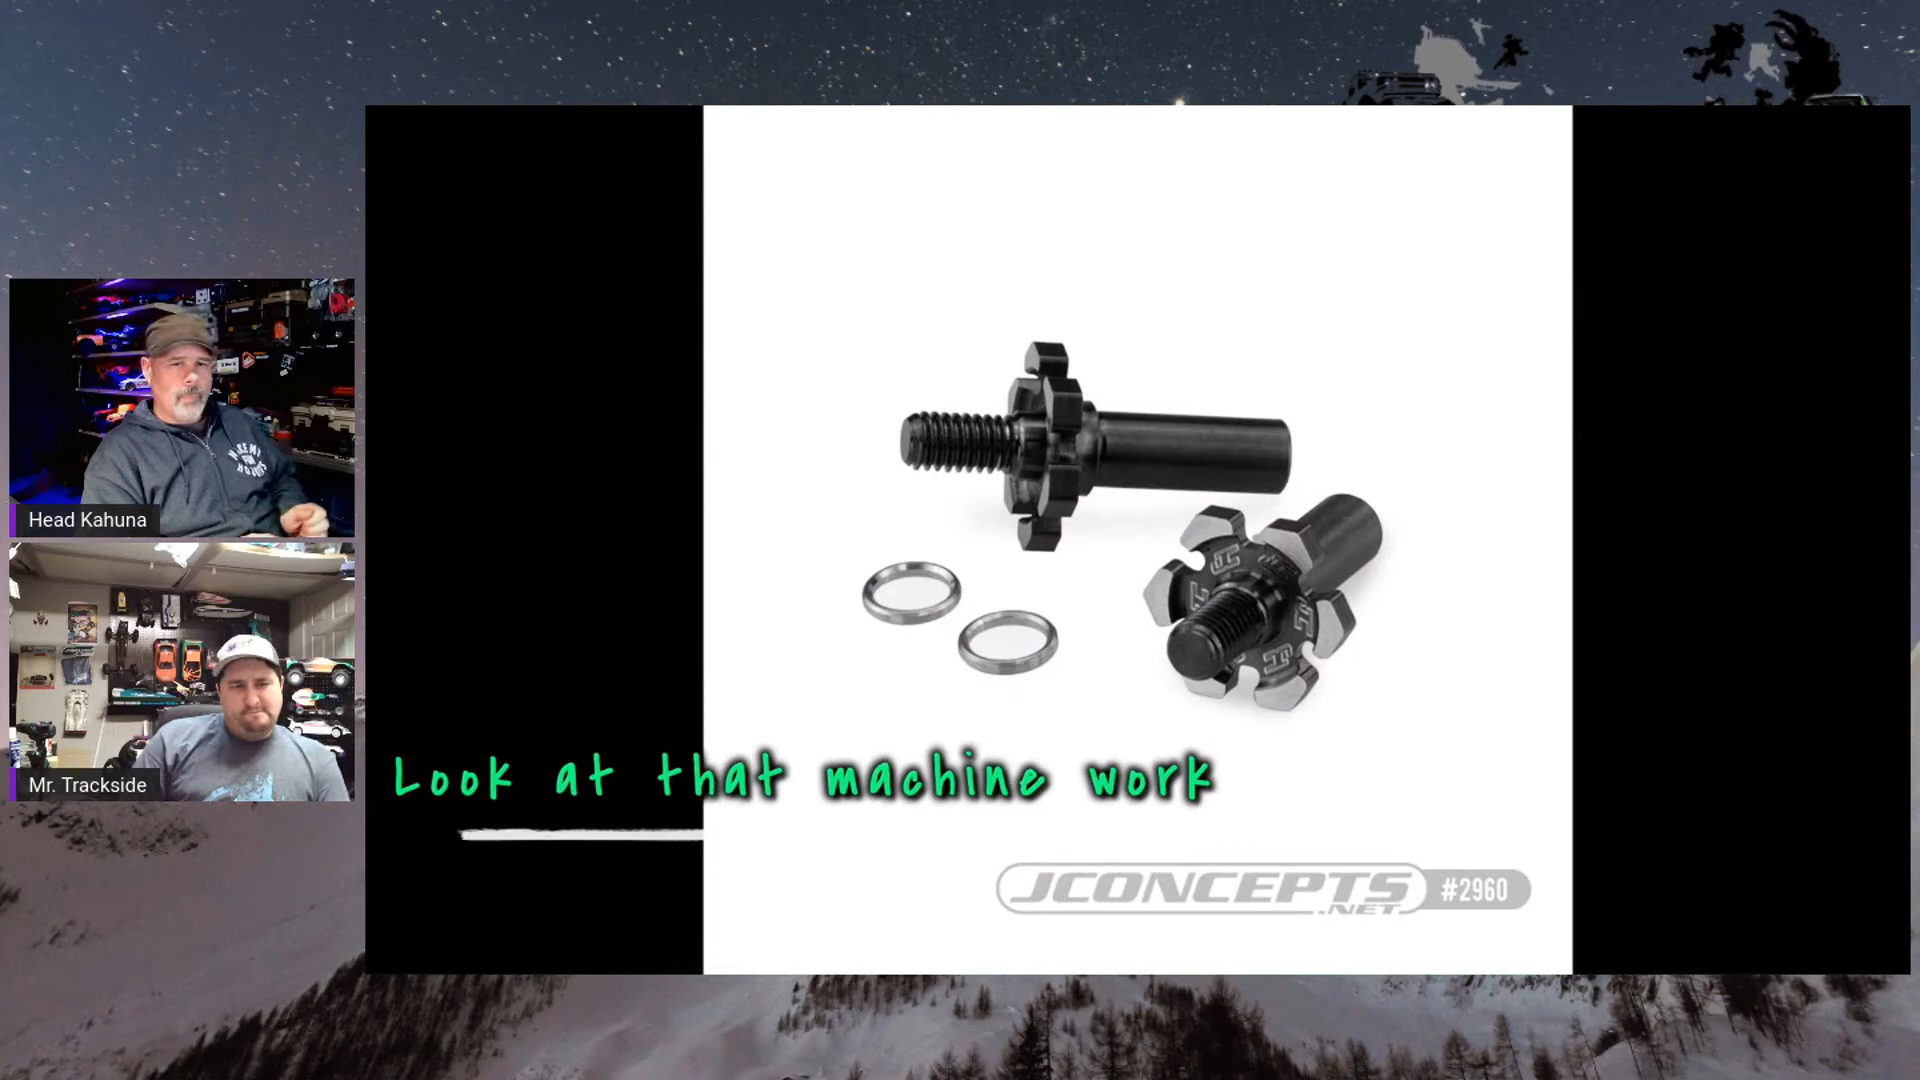 Head Kahuna
Mr. Trackside
Look at that machine work
JCONCEPTS
.NET
#2960